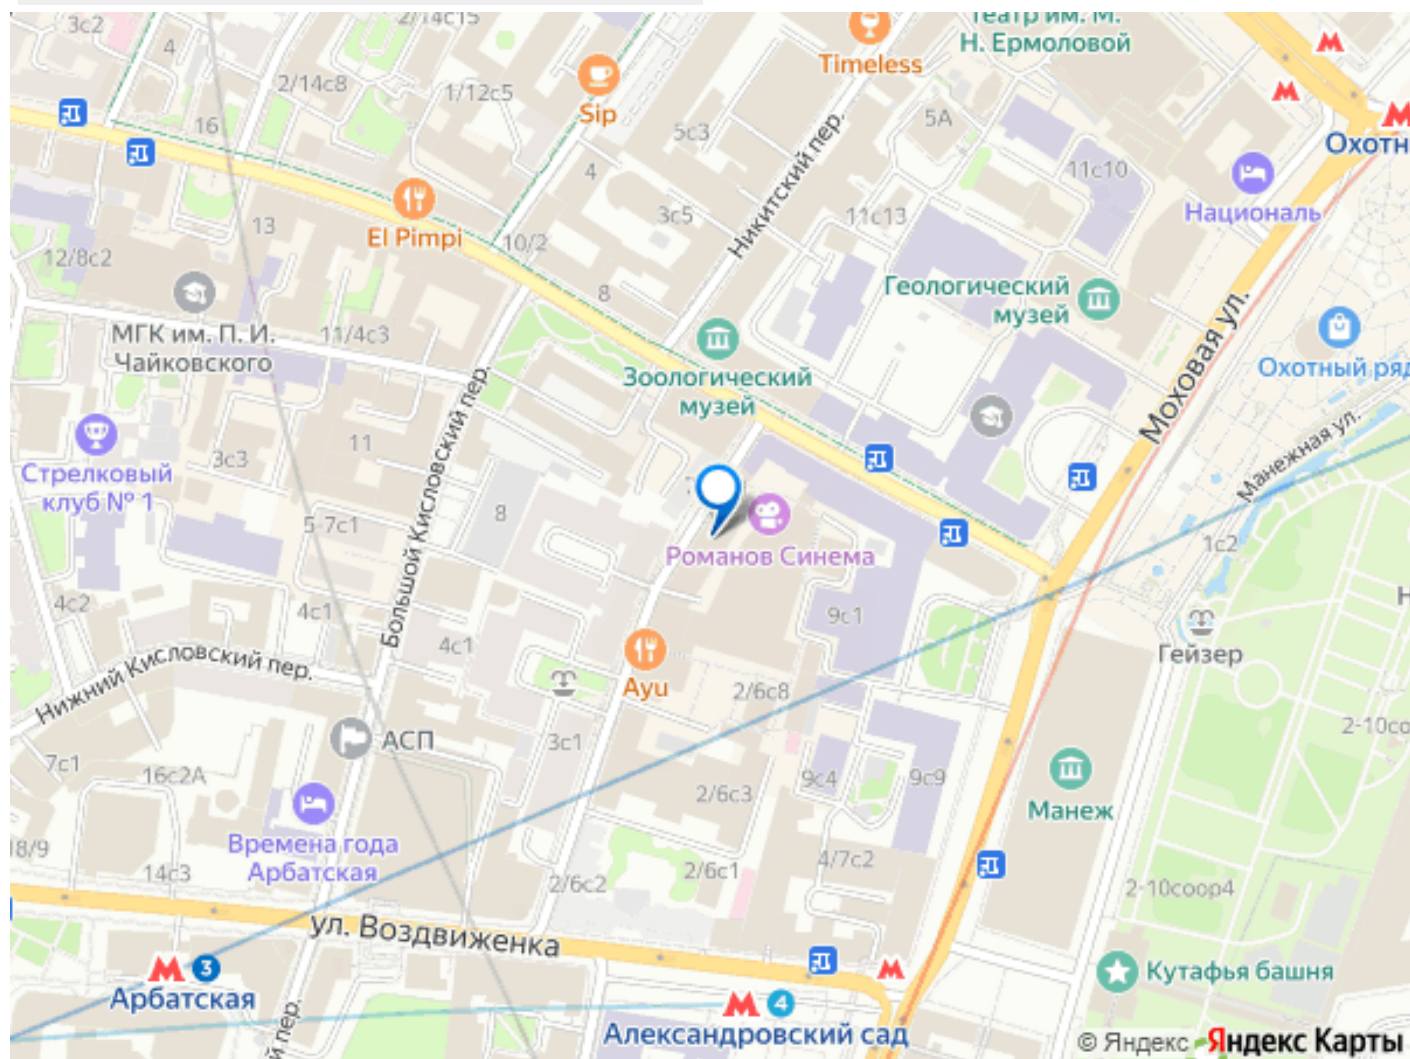 3с2
4
2/14с15
2/14с8
1/12с5
16
Sip
Timeless
театр им. М.
Н. Ермоловой
5А
5с3
4
3с5
Никитский пер.
11с10
11с13
Охотн
Националь
13
El Pimpi
10/2
12/8с2
8
МГК им. П. И.
Чайковского
11/4с3
Геологический
музей
Моховая ул.
Охотный ряд
Зоологический
музей
Манежная ул.
Стрелковый
клуб № 1
3с3
11
Большой Кисловский пер.
8
5-7с1
Романов Синема
1с2
4с2
4с1
4с1
9с1
Н
Гейзер
Нижний Кисловский пер.
Ayu
2/6с8
АСП
3с1
2-10со
7с1
16с2А
9с4
9с9
2/6с3
Манеж
Времена года
Арбатская
18/9
14с3
2/6с2
2/6с1
4/7с2
2-10соор4
ул. Воздвиженка
3
Арбатская
пер.
4
Александровский сад
Кутафья башня
© Яндекс
Яндекс Карты